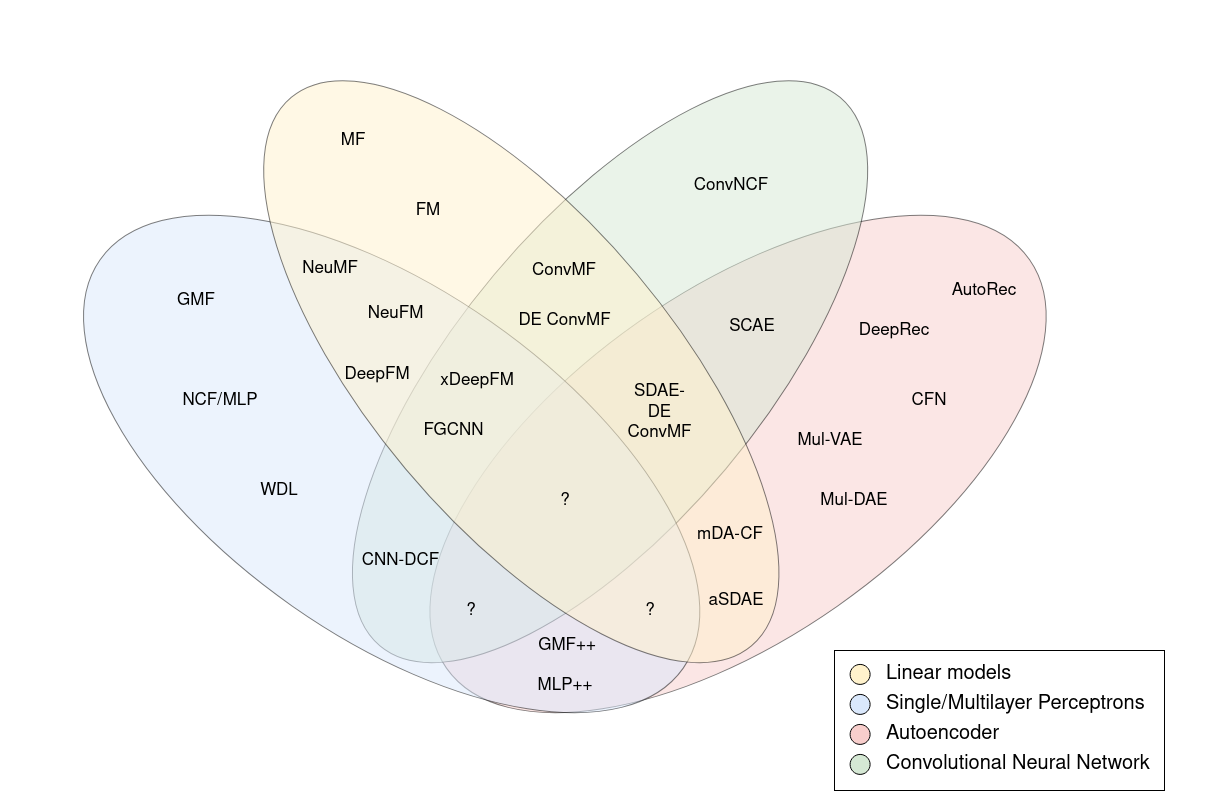 MF
ConvNCF
FM
NeuMF
ConvMF
AutoRec
GMF
NeuFM
DE ConvMF
SCAE
DeepRec
DeepFM
xDeepFM
SDAE-
DE
ConvMF
NCF/MLP
CFN
FGCNN
Mul-VAE
WDL
?
Mul-DAE
mDA-CF
CNN-DCF
aSDAE
?
?
GMF++
MLP++
Linear models
Single/Multilayer Perceptrons
Autoencoder
Convolutional Neural Network